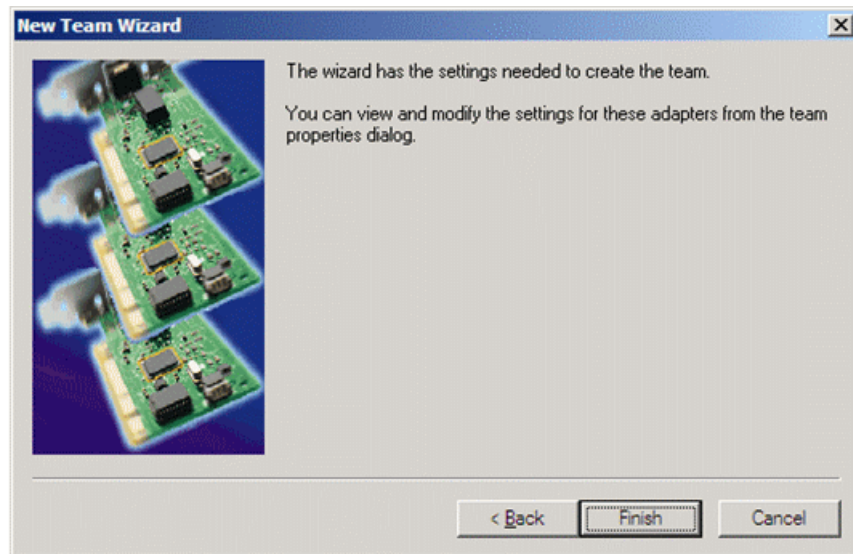 New Team Wizard
The wizard has the settings needed to create the team.
You can view and modify the settings for these adapters from the team
properties dialog.
< Back
Finish
Cancel